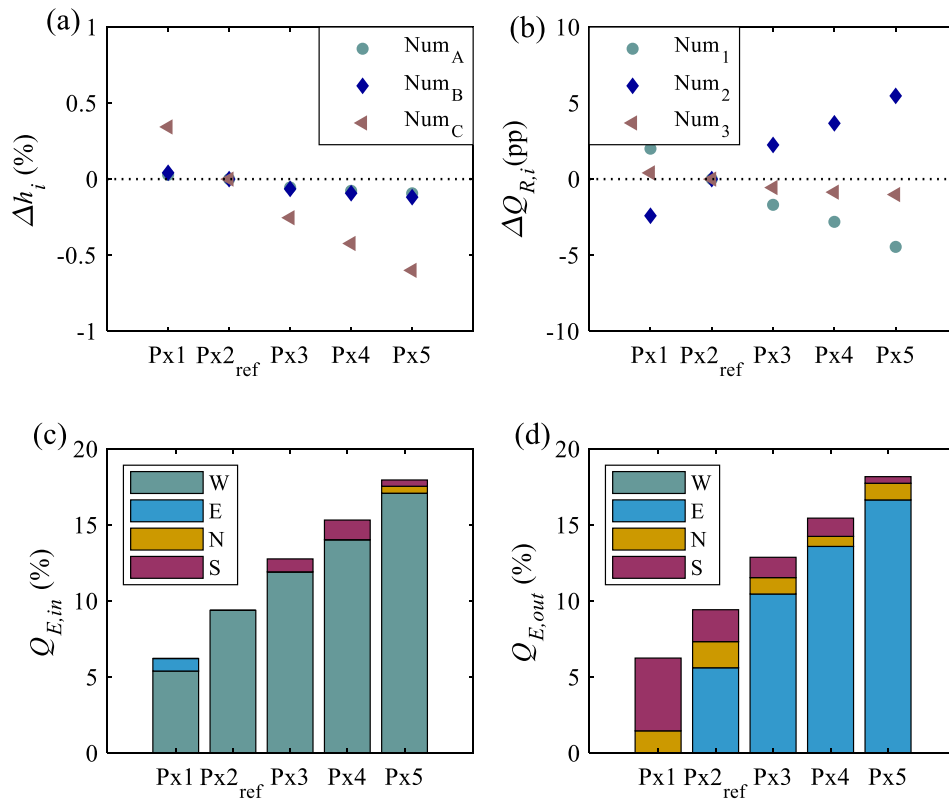 (a)
1
0.5
0
-0.5
-1
Δh_i (%)
Num_A
Num_B
Num_C
Px1 Px2_ref Px3 Px4 Px5
(b)
10
5
0
-5
-10
ΔQ_R,i (pp)
Num_1
Num_2
Num_3
Px1 Px2_ref Px3 Px4 Px5
(c)
20
15
10
5
0
Q_E,in (%)
W
E
N
S
Px1 Px2_ref Px3 Px4 Px5
(d)
20
15
10
5
0
Q_E,out (%)
W
E
N
S
Px1 Px2_ref Px3 Px4 Px5